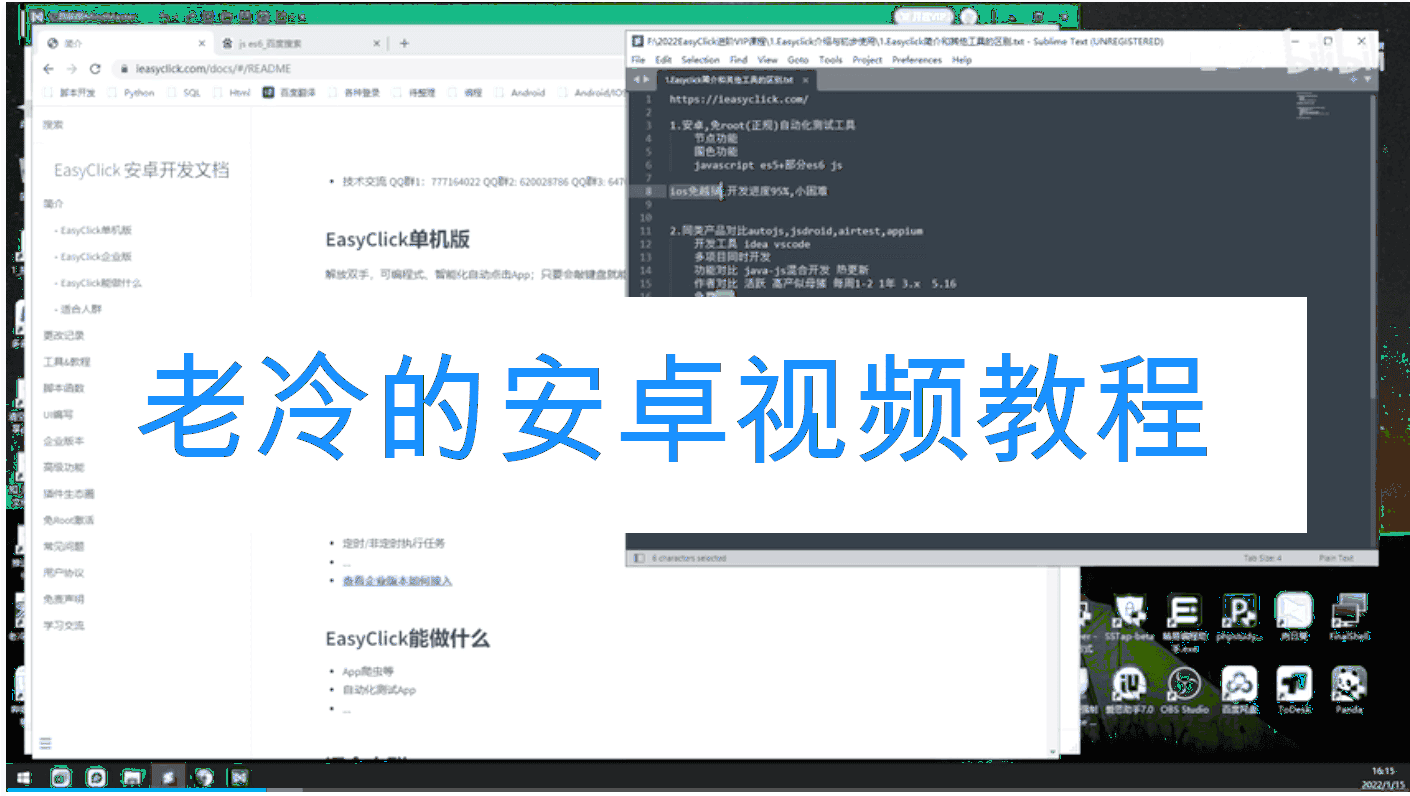 简介
js es6_百度搜索
ieasyclick.com/docs/#/README
脚本开发
Python
SQL
Html
百度翻译
各种登录
待整理
编程
Android
搜索
EasyClick 安卓开发文档
简介
- EasyClick单机版
- EasyClick企业版
- EasyClick能做什么
- 适合人群
更改记录
工具&教程
脚本函数
UI编写
企业版本
高级功能
插件生态圈
免Root激活
常见问题
用户协议
免责声明
学习交流
技术交流 QQ群1: 777164022 QQ群2: 620028786 QQ群3: 647
EasyClick单机版
解放双手，可编程式、智能化自动点击App；只要会敲键盘就能
定时/非定时执行任务
...
查看企业版本如何接入
EasyClick能做什么
App爬虫等
自动化测试App
...
F:\2022EasyClick进阶VIP课程\1.Easyclick介绍与初步使用\1.Easyclick简介和其他工具的区别.txt - Sublime Text (UNREGISTERED)
bilibili
File Edit Selection Find View Goto Tools Project Preferences Help
1.Easyclick简介和其他工具的区别.txt
1 https://ieasyclick.com/
2
3 1.安卓,免root(正规)自动化测试工具
4 节点功能
5 图色功能
6 javascript es5+部分es6 js
7
8 ios免越狱,开发进度95%,小困难
9
10
11 2.同类产品对比autojs,jsdroid,airtest,appium
12 开发工具 idea vscode
13 多项目同时开发
14 功能对比 java-js混合开发 热更新
15 作者对比 活跃 高产似母猪 每周1-2 1年 3.x 5.16
老冷的安卓视频教程
6 characters selected
Tab Size: 4
Plain Text
SSTap-beta
phpstudy_
向日葵
FinalShell
爱思助手7.0
OBS Studio
百度网盘
ToDesk
Panda
16:15
2022/5/15